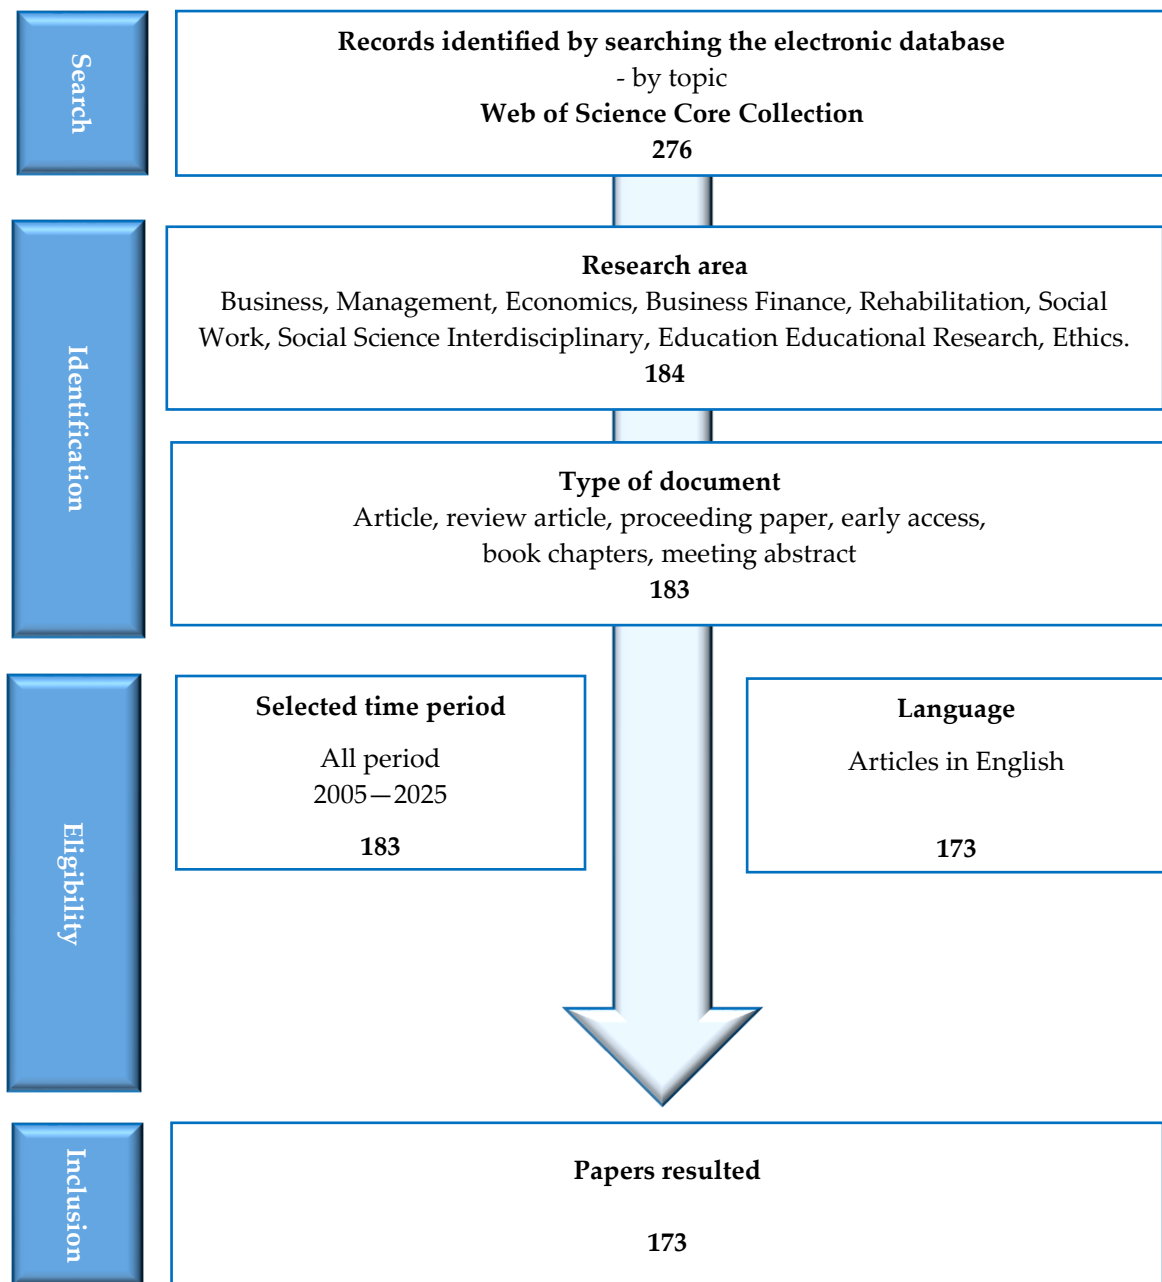 Search
Records identified by searching the electronic database
- by topic
Web of Science Core Collection
276
Identification
Research area
Business, Management, Economics, Business Finance, Rehabilitation, Social
Work, Social Science Interdisciplinary, Education Educational Research, Ethics.
184
Type of document
Article, review article, proceeding paper, early access,
book chapters, meeting abstract
183
Eligibility
Selected time period
All period
2005—2025
183
Language
Articles in English
173
Inclusion
Papers resulted
173